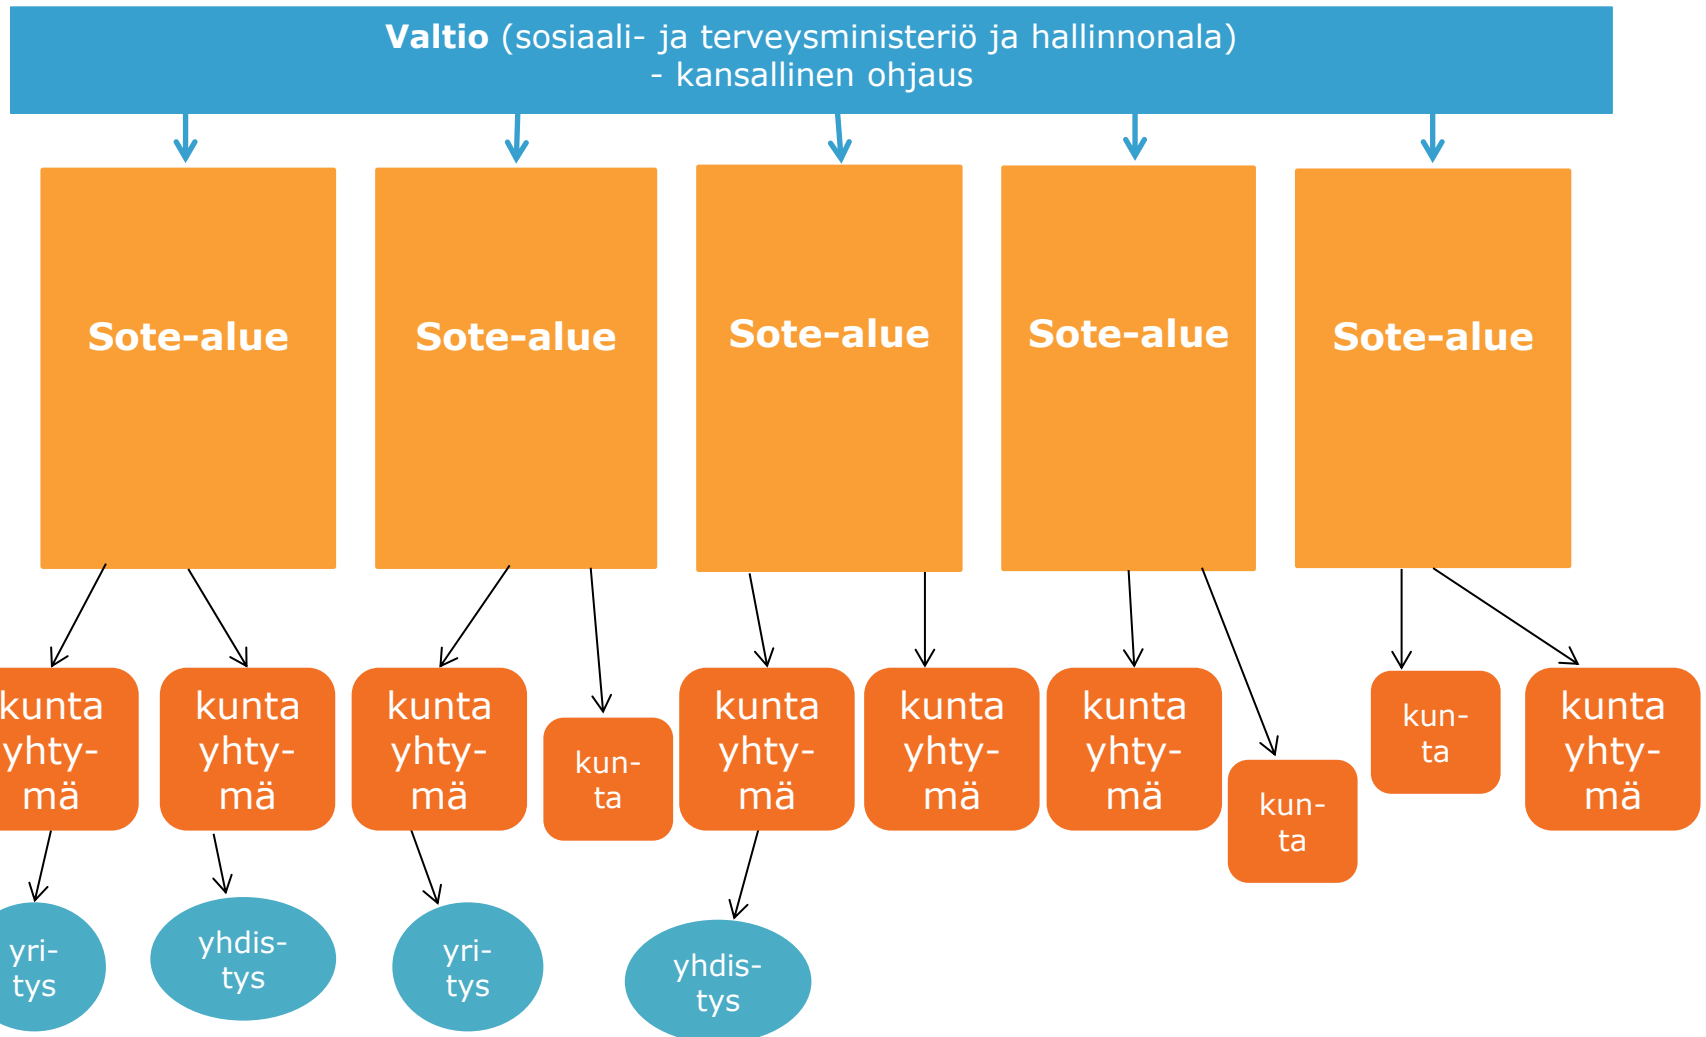 Valtio (sosiaali- ja terveysministeriö ja hallinnonala)
- kansallinen ohjaus
Sote-alue
Sote-alue
Sote-alue
Sote-alue
Sote-alue
kunta
yhty-
mä
kunta
yhty-
mä
kunta
yhty-
mä
kun-
ta
kunta
yhty-
mä
kunta
yhty-
mä
kunta
yhty-
mä
kun-
ta
kun-
ta
kunta
yhty-
mä
yri-
tys
yhdis-
tys
yri-
tys
yhdis-
tys